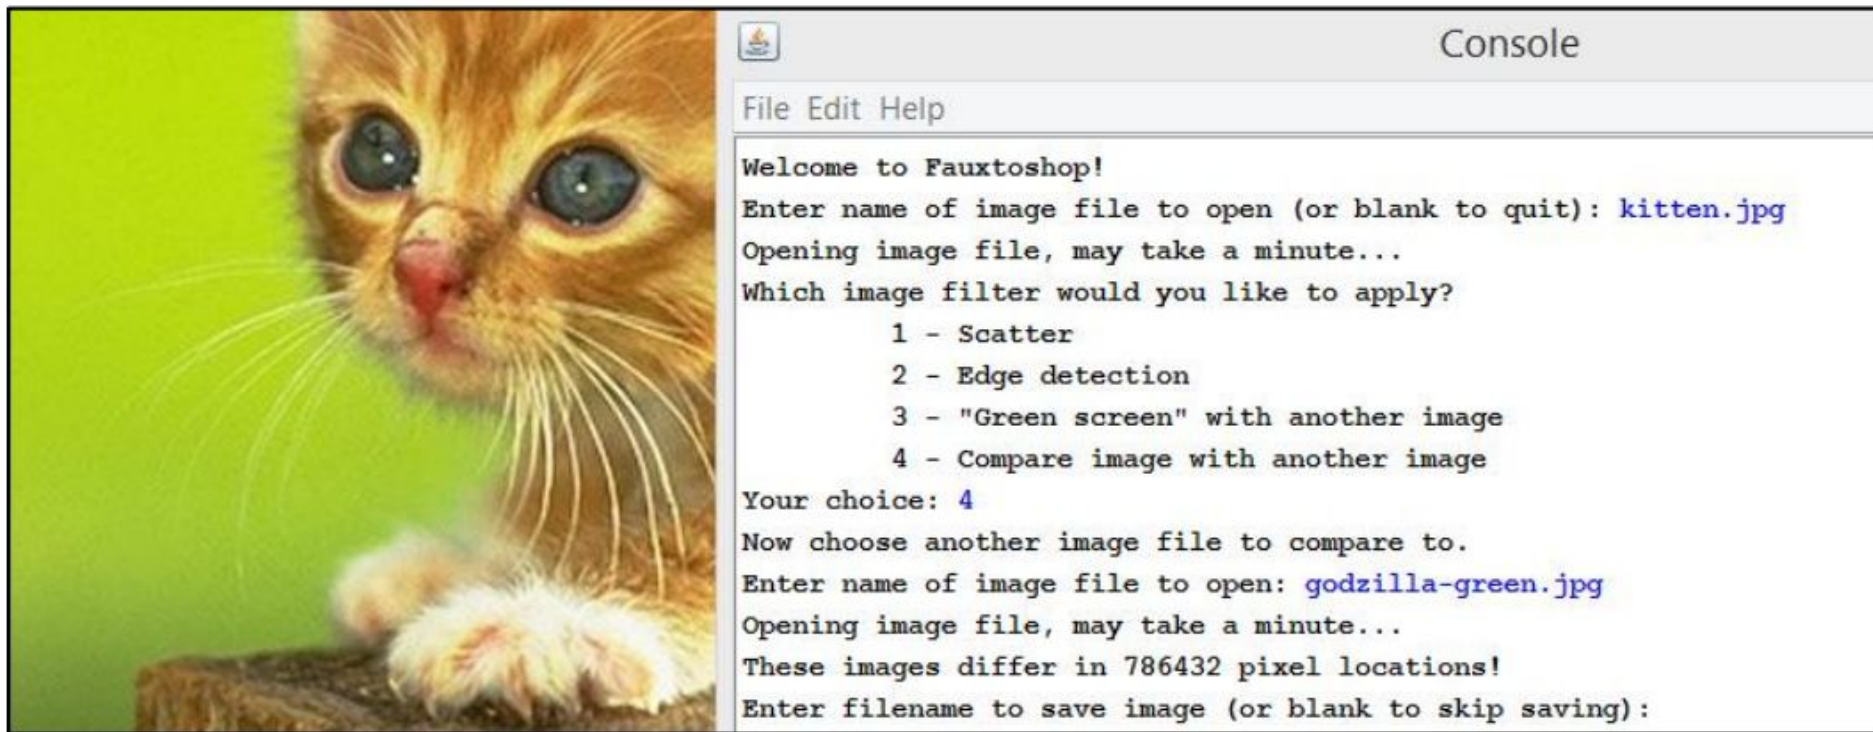 Console
File Edit Help
Welcome to Fauxtoshop!
Enter name of image file to open (or blank to quit): kitten.jpg
Opening image file, may take a minute...
Which image filter would you like to apply?
1 - Scatter
2 - Edge detection
3 - "Green screen" with another image
4 - Compare image with another image
Your choice: 4
Now choose another image file to compare to.
Enter name of image file to open: godzilla-green.jpg
Opening image file, may take a minute...
These images differ in 786432 pixel locations!
Enter filename to save image (or blank to skip saving):